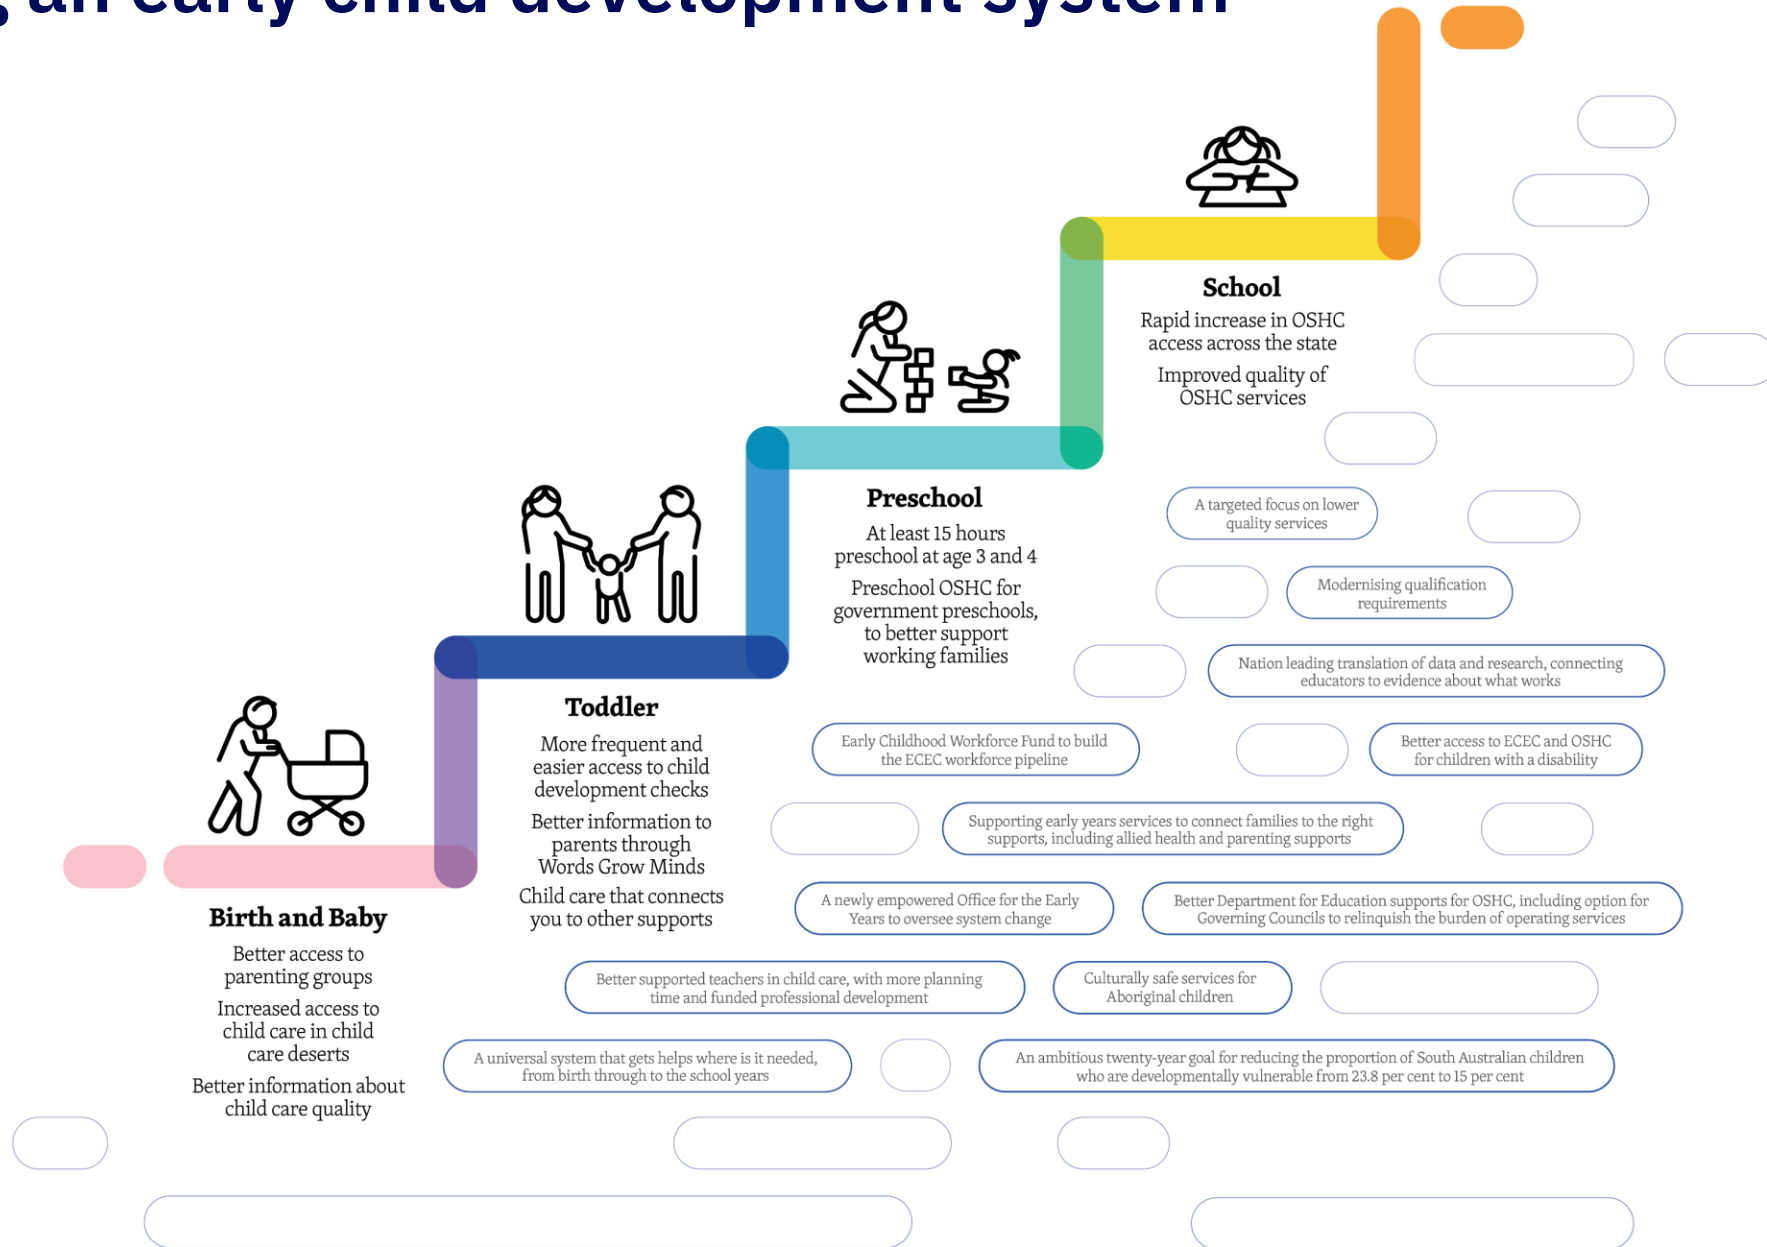 an early child development system
School
Rapid increase in OSHC
access across the state
Improved quality of
OSHC services
Preschool
At least 15 hours
preschool at age 3 and 4
Preschool OSHC for
government preschools,
to better support
working families
Toddler
More frequent and
easier access to child
development checks
Better information to
parents through
Words Grow Minds
Child care that connects
you to other supports
Birth and Baby
Better access to
parenting groups
Increased access to
child care in child
care deserts
Better information about
child care quality
A targeted focus on lower
quality services
Modernising qualification
requirements
Nation leading translation of data and research, connecting
educators to evidence about what works
Early Childhood Workforce Fund to build
the ECEC workforce pipeline
Better access to ECEC and OSHC
for children with a disability
Supporting early years services to connect families to the right
supports, including allied health and parenting supports
A newly empowered Office for the Early
Years to oversee system change
Better Department for Education supports for OSHC, including option for
Governing Councils to relinquish the burden of operating services
Better supported teachers in child care, with more planning
time and funded professional development
Culturally safe services for
Aboriginal children
A universal system that gets helps where is it needed,
from birth through to the school years
An ambitious twenty-year goal for reducing the proportion of South Australian children
who are developmentally vulnerable from 23.8 per cent to 15 per cent